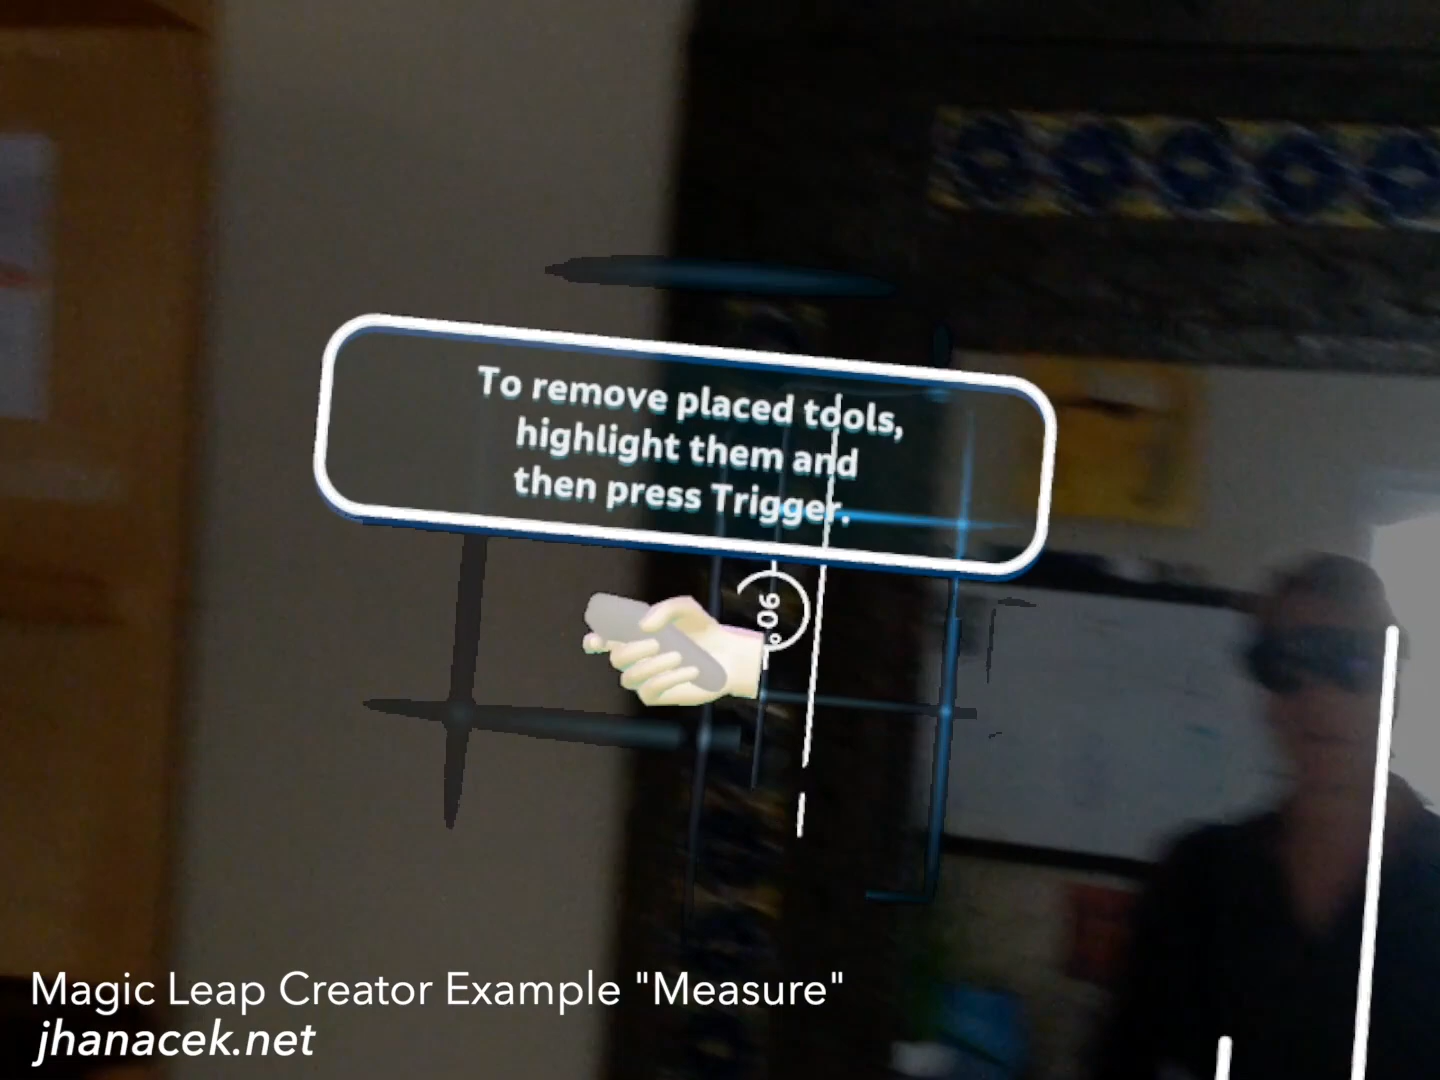 To remove placed tools,
highlight them and
then press Trigger.
90°
Magic Leap Creator Example "Measure"
jhanacek.net